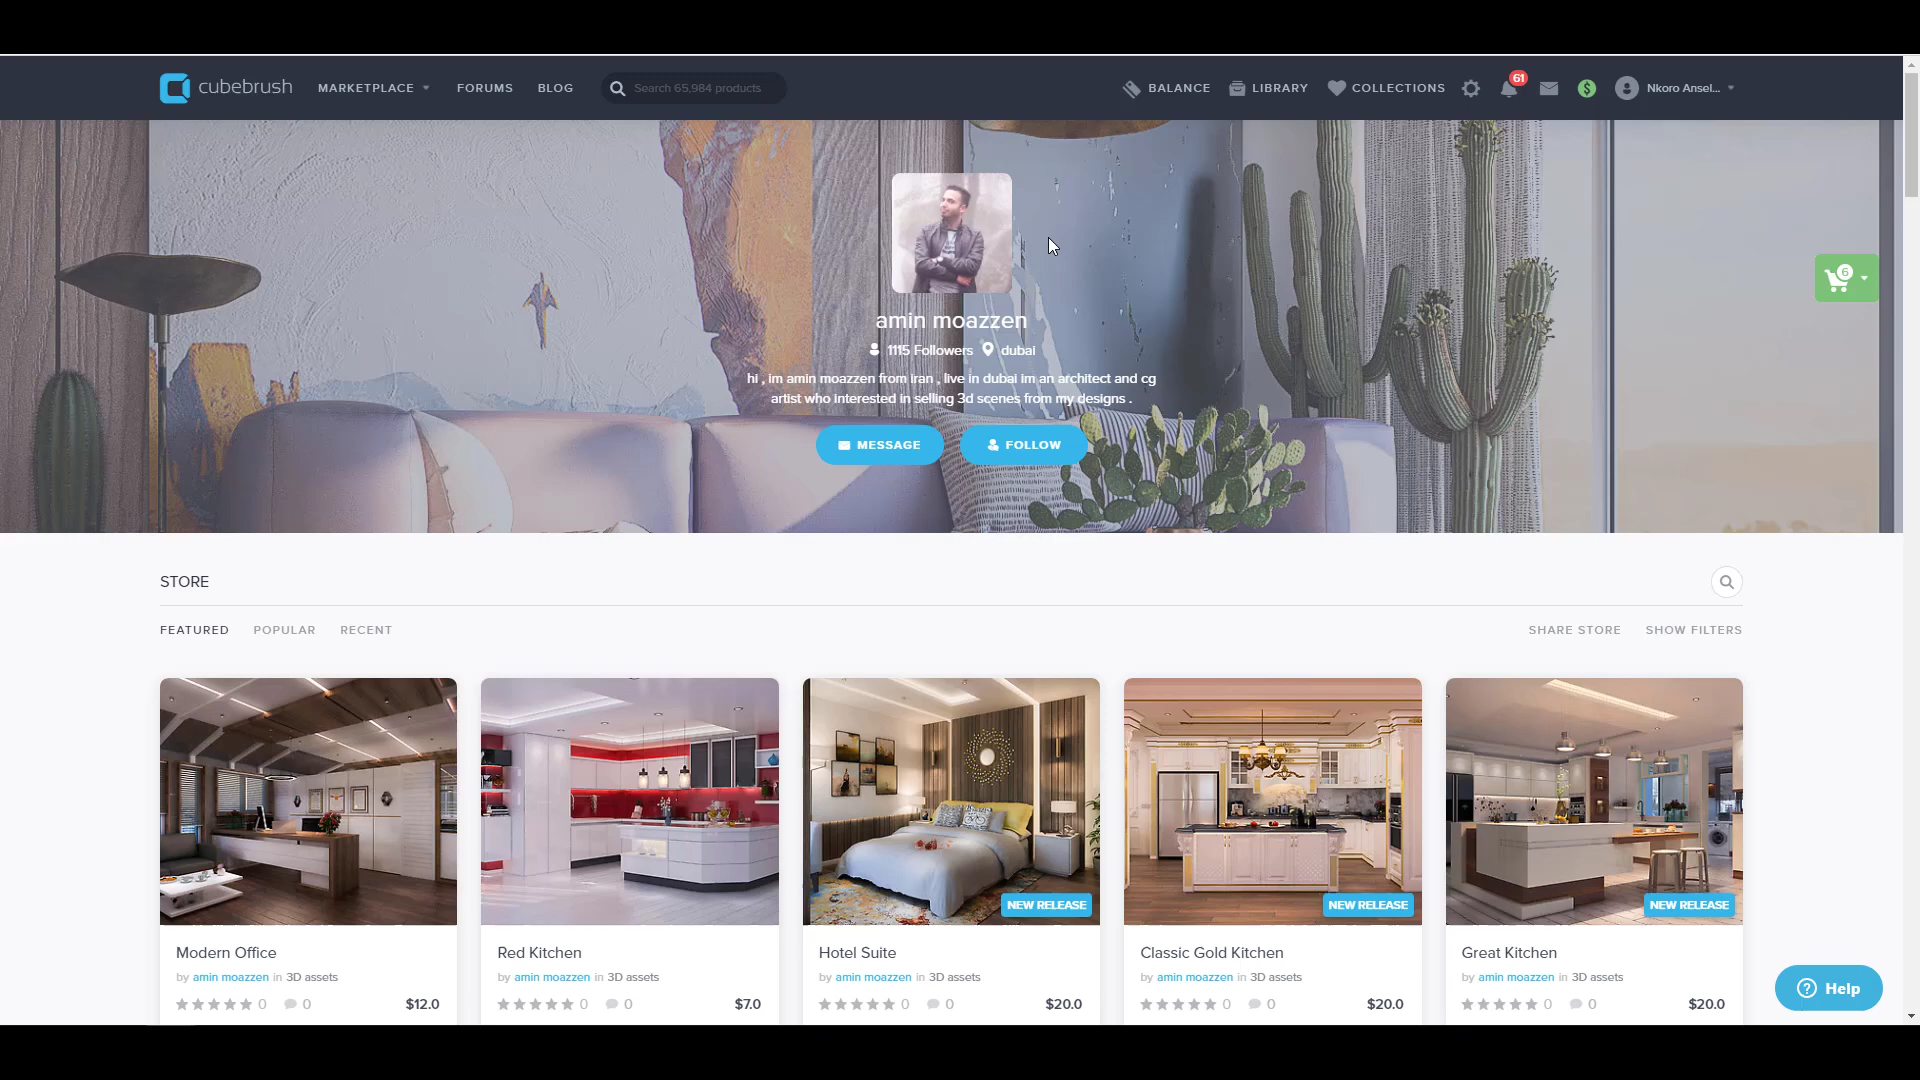 cubebrush MARKETPLACE FORUMS BLOG Search 65,984 products BALANCE LIBRARY COLLECTIONS 61 $ Nkoro Ansel...
6
amin moazzen
1115 Followers dubai
hi , im amin moazzen from iran , live in dubai im an architect and cg
artist who interested in selling 3d scenes from my designs .
MESSAGE FOLLOW
STORE
FEATURED POPULAR RECENT SHARE STORE SHOW FILTERS
NEW RELEASE NEW RELEASE NEW RELEASE
Modern Office
by amin moazzen in 3D assets
0 0 $12.0
Red Kitchen
by amin moazzen in 3D assets
0 0 $7.0
Hotel Suite
by amin moazzen in 3D assets
0 0 $20.0
Classic Gold Kitchen
by amin moazzen in 3D assets
0 0 $20.0
Great Kitchen
by amin moazzen in 3D assets
0 0 $20.0
? Help